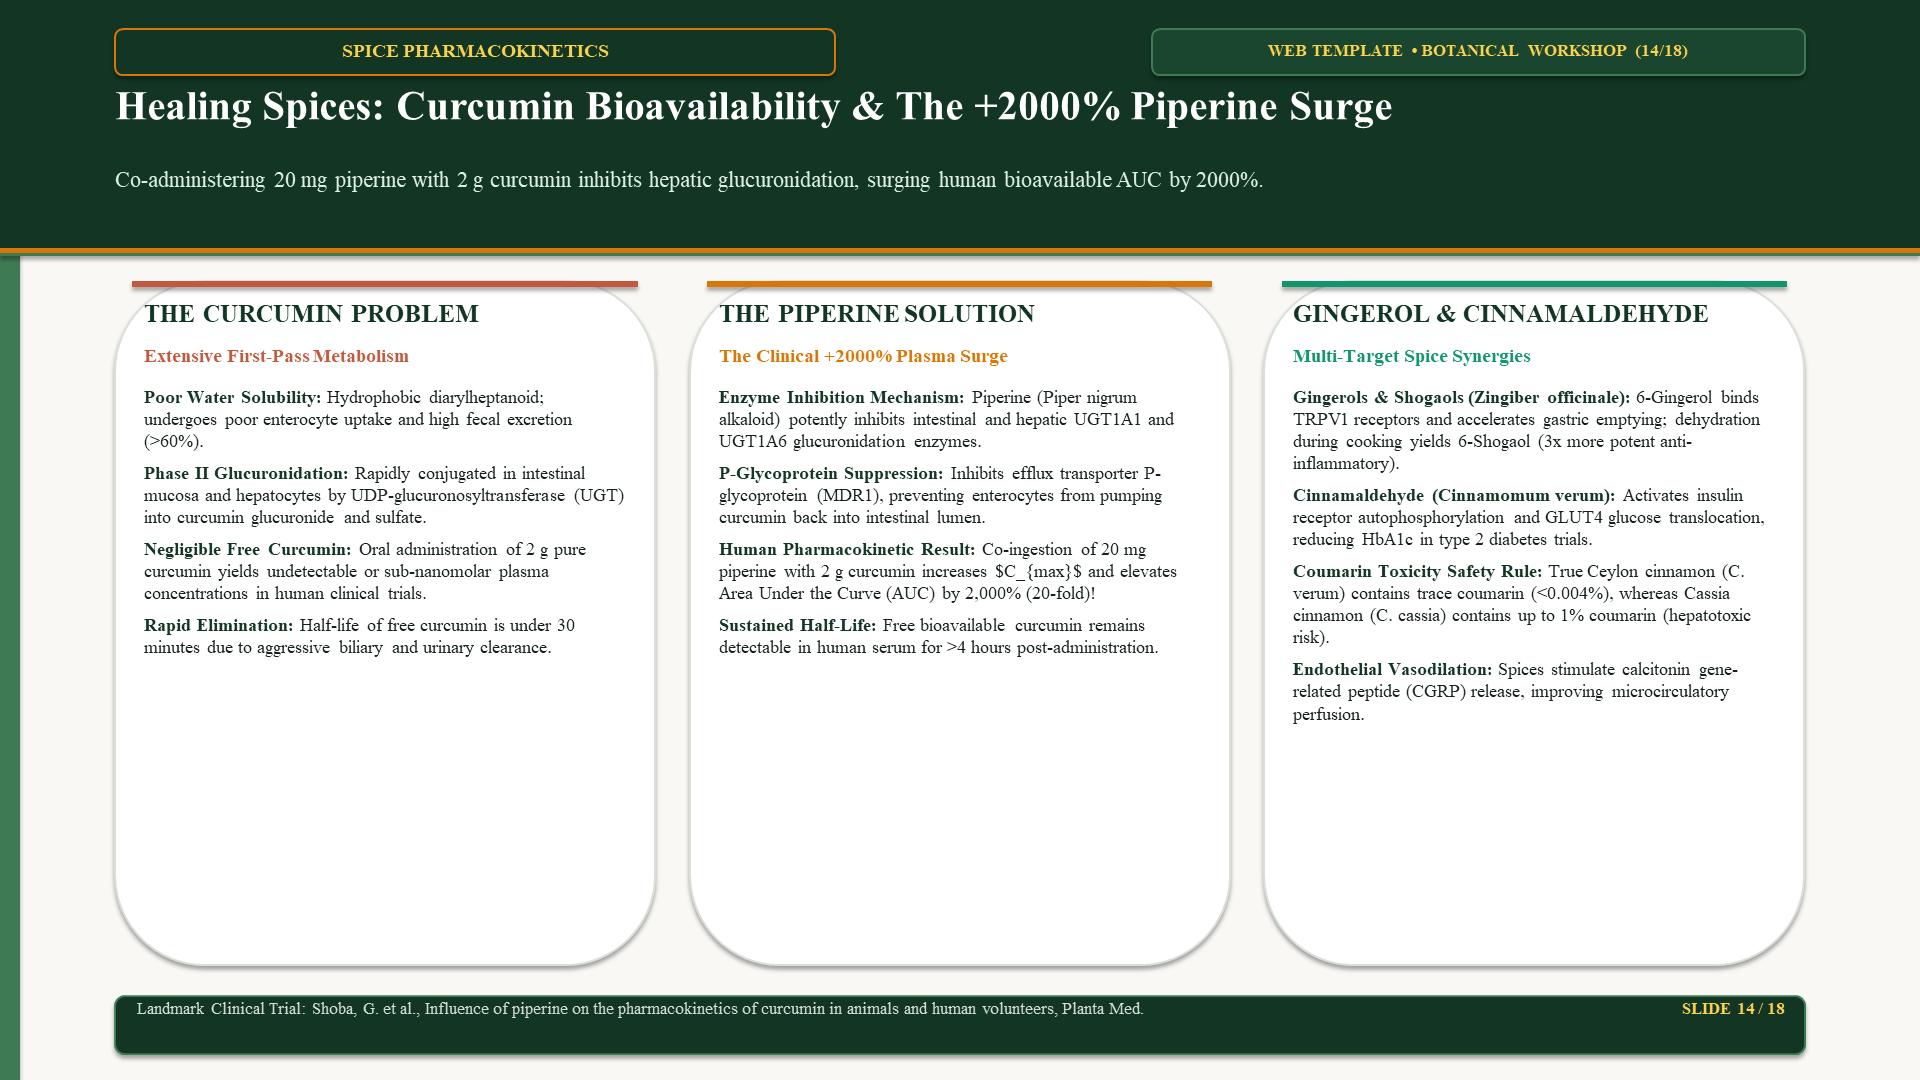 SPICE PHARMACOKINETICS
WEB TEMPLATE • BOTANICAL WORKSHOP (14/18)
Healing Spices: Curcumin Bioavailability & The +2000% Piperine Surge
Co-administering 20 mg piperine with 2 g curcumin inhibits hepatic glucuronidation, surging human bioavailable AUC by 2000%.
THE CURCUMIN PROBLEM
Extensive First-Pass Metabolism
Poor Water Solubility: Hydrophobic diarylheptanoid;
undergoes poor enterocyte uptake and high fecal excretion
(>60%).
Phase II Glucuronidation: Rapidly conjugated in intestinal
mucosa and hepatocytes by UDP-glucuronosyltransferase (UGT)
into curcumin glucuronide and sulfate.
Negligible Free Curcumin: Oral administration of 2 g pure
curcumin yields undetectable or sub-nanomolar plasma
concentrations in human clinical trials.
Rapid Elimination: Half-life of free curcumin is under 30
minutes due to aggressive biliary and urinary clearance.
THE PIPERINE SOLUTION
The Clinical +2000% Plasma Surge
Enzyme Inhibition Mechanism: Piperine (Piper nigrum
alkaloid) potently inhibits intestinal and hepatic UGT1A1 and
UGT1A6 glucuronidation enzymes.
P-Glycoprotein Suppression: Inhibits efflux transporter P-
glycoprotein (MDR1), preventing enterocytes from pumping
curcumin back into intestinal lumen.
Human Pharmacokinetic Result: Co-ingestion of 20 mg
piperine with 2 g curcumin increases $C_{max}$ and elevates
Area Under the Curve (AUC) by 2,000% (20-fold)!
Sustained Half-Life: Free bioavailable curcumin remains
detectable in human serum for >4 hours post-administration.
GINGEROL & CINNAMALDEHYDE
Multi-Target Spice Synergies
Gingerols & Shogaols (Zingiber officinale): 6-Gingerol binds
TRPV1 receptors and accelerates gastric emptying; dehydration
during cooking yields 6-Shogaol (3x more potent anti-
inflammatory).
Cinnamaldehyde (Cinnamomum verum): Activates insulin
receptor autophosphorylation and GLUT4 glucose translocation,
reducing HbA1c in type 2 diabetes trials.
Coumarin Toxicity Safety Rule: True Ceylon cinnamon (C.
verum) contains trace coumarin (<0.004%), whereas Cassia
cinnamon (C. cassia) contains up to 1% coumarin (hepatotoxic
risk).
Endothelial Vasodilation: Spices stimulate calcitonin gene-
related peptide (CGRP) release, improving microcirculatory
perfusion.
Landmark Clinical Trial: Shoba, G. et al., Influence of piperine on the pharmacokinetics of curcumin in animals and human volunteers, Planta Med.
SLIDE 14 / 18